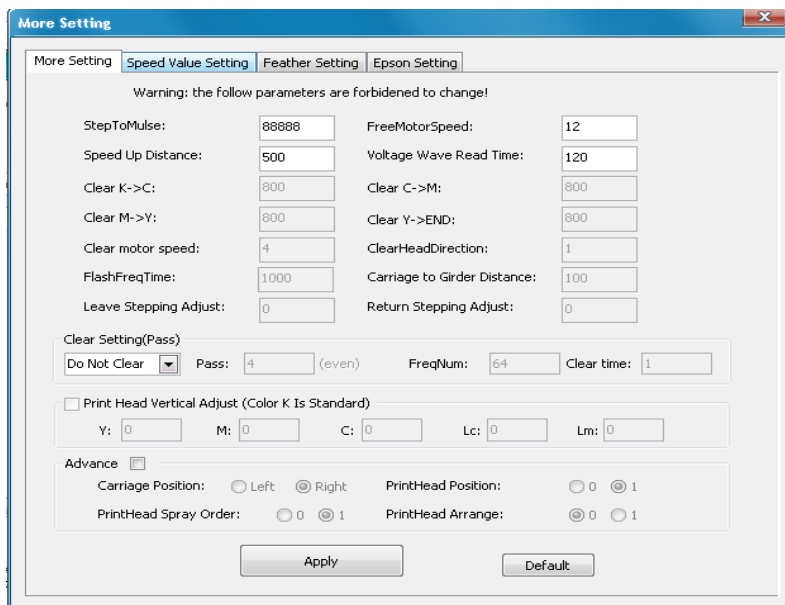 More Setting
More Setting Speed Value Setting Feather Setting Epson Setting
Warning: the follow parameters are forbidened to change!
StepToMulse: 88888 FreeMotorSpeed: 12
Speed Up Distance: 500 Voltage Wave Read Time: 120
Clear K->C: 800 Clear C->M: 800
Clear M->Y: 800 Clear Y->END: 800
Clear motor speed: 4 ClearHeadDirection: 1
FlashFreqTime: 1000 Carriage to Girder Distance: 100
Leave Stepping Adjust: 0 Return Stepping Adjust: 0
Clear Setting(Pass)
Do Not Clear Pass: 4 (even) FreqNum: 64 Clear time: 1
Print Head Vertical Adjust (Color K Is Standard)
Y: 0 M: 0 C: 0 Lc: 0 Lm: 0
Advance
Carriage Position: Left Right PrintHead Position: 0 1
PrintHead Spray Order: 0 1 PrintHead Arrange: 0 1
Apply Default